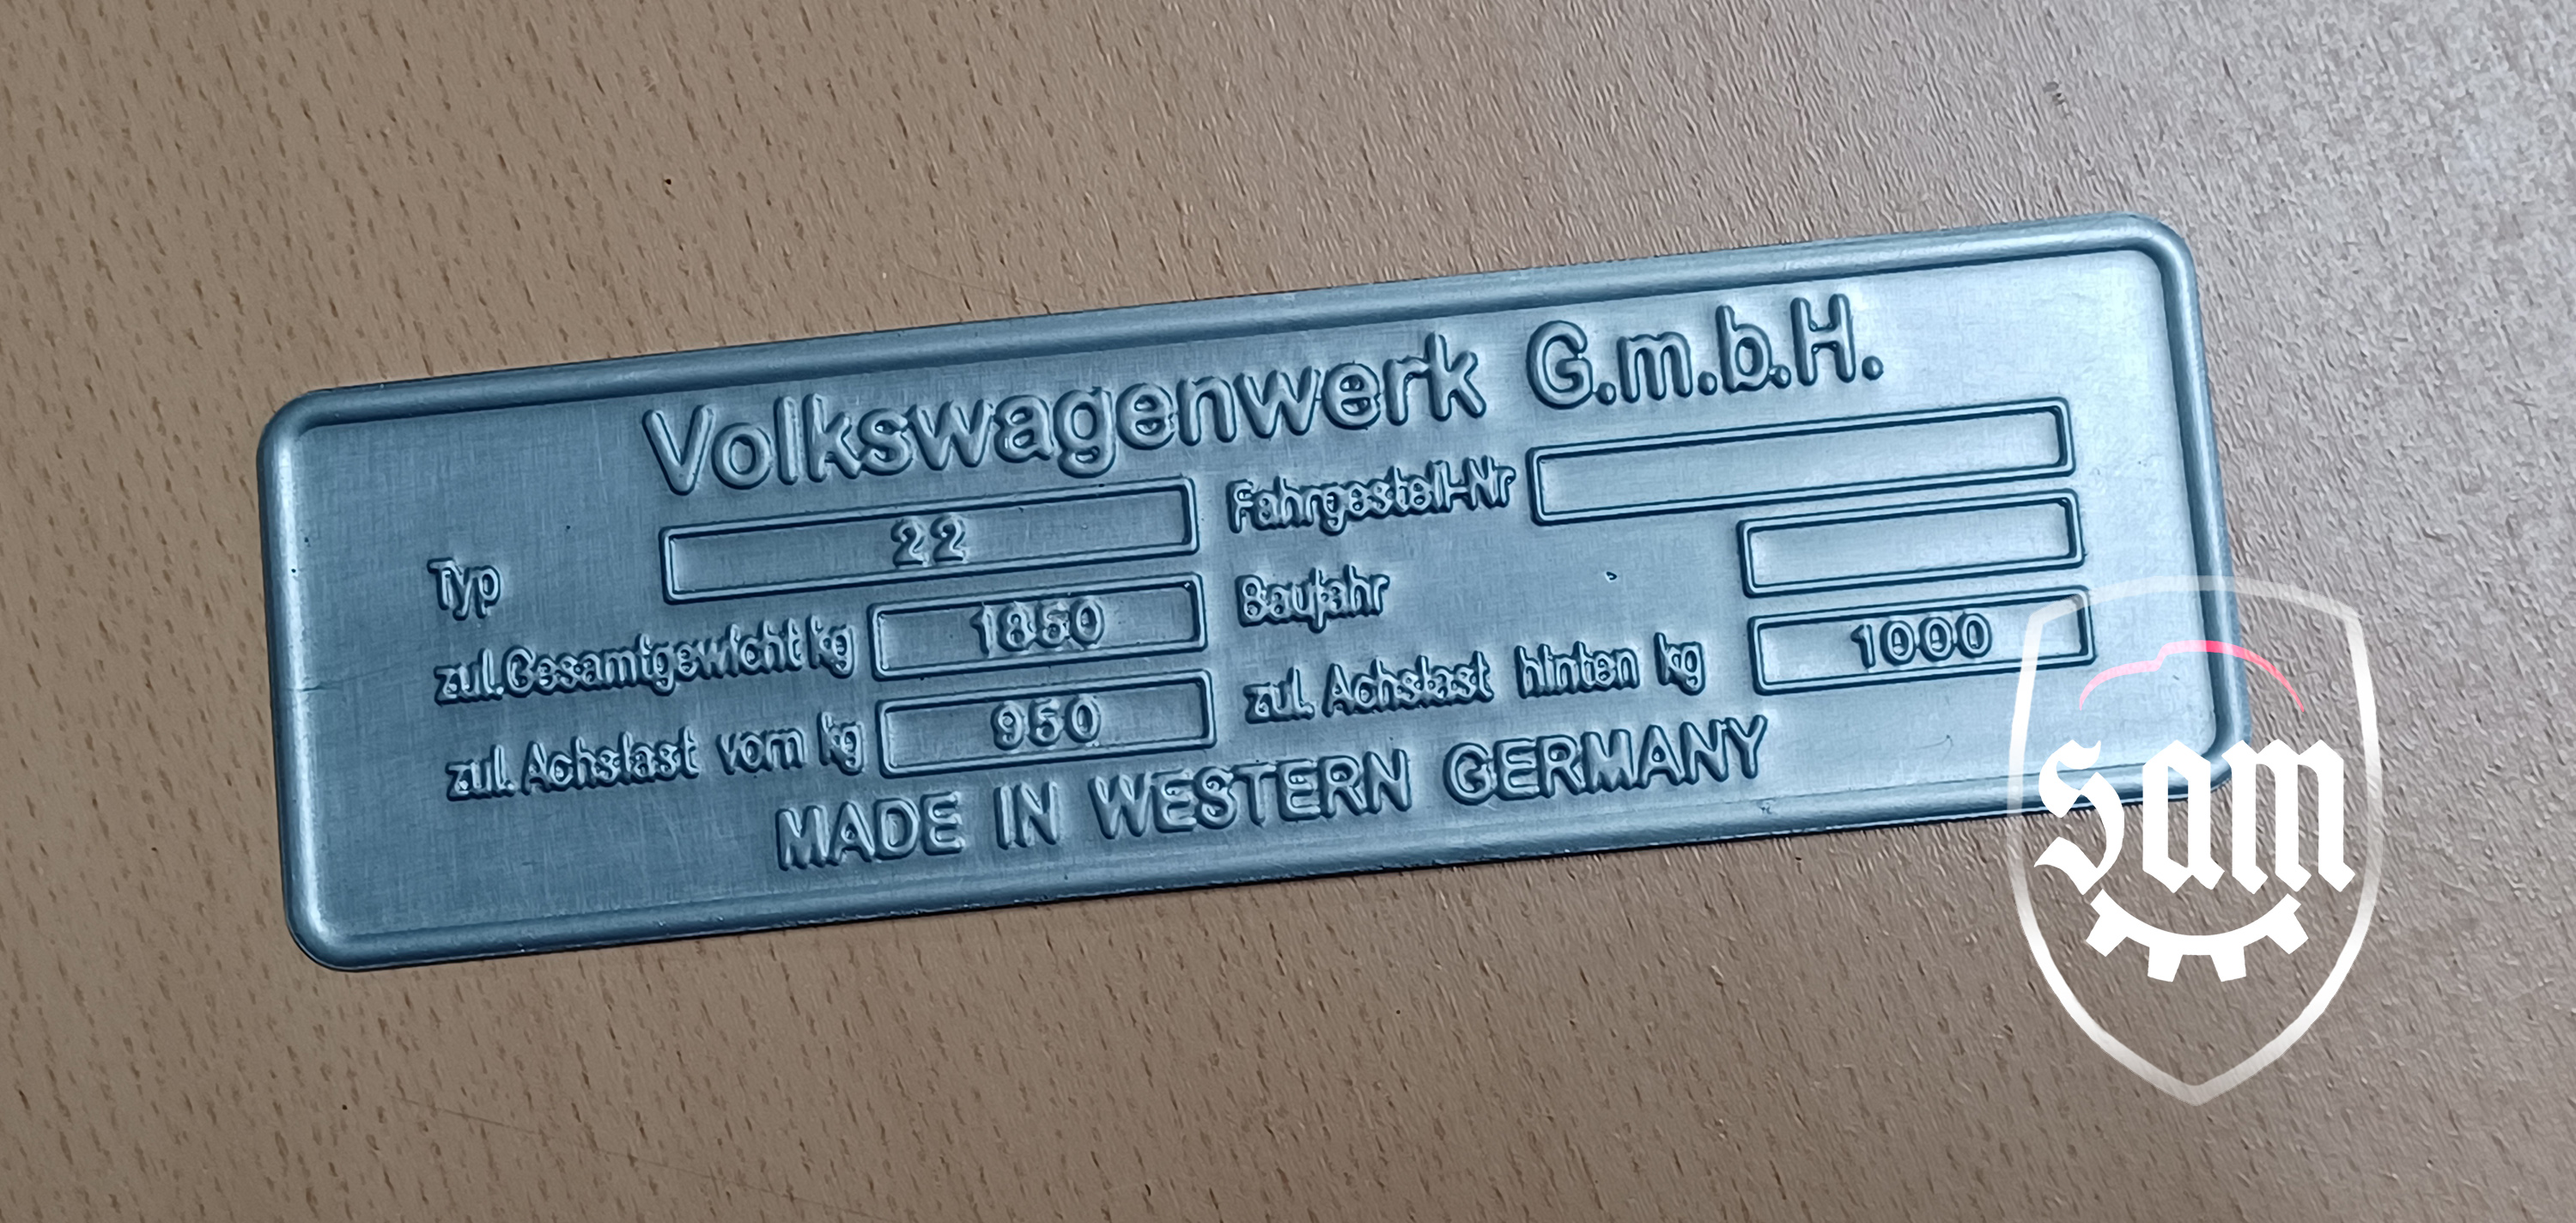 Volkswagenwerk G.m.b.H.
Typ 22 Fahrgestell-Nr
zul.Gesamtgewicht kg 1850 Baujahr
zul. Achslast vorn kg 950 zul. Achslast hinten kg 1000
MADE IN WESTERN GERMANY
sam